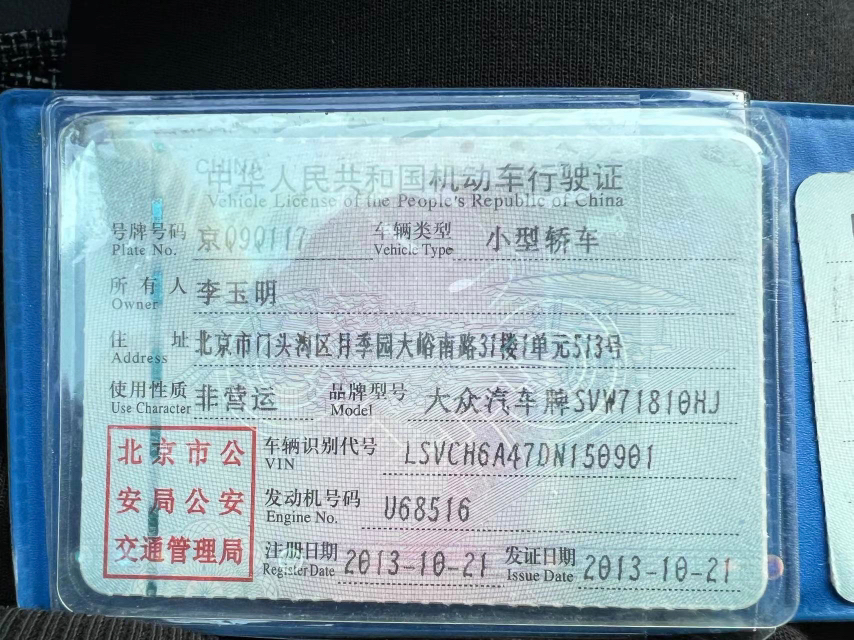 CHINA
中华人民共和国机动车行驶证
Vehicle License of the People's Republic of China
号牌号码 京Q9Q117 车辆类型 小型轿车
Plate No. Vehicle Type
所有人 李玉明
Owner
住址 北京市门头沟区月季园大峪南路31楼1单元513号
Address
使用性质 非营运 品牌型号 大众汽车牌SVW71810HJ
Use Character Model
北京市公
安局公安
交通管理局
车辆识别代号 LSVCH6A47DN150901
VIN
发动机号码 U68516
Engine No.
注册日期 2013-10-21 发证日期 2013-10-21
Register Date Issue Date